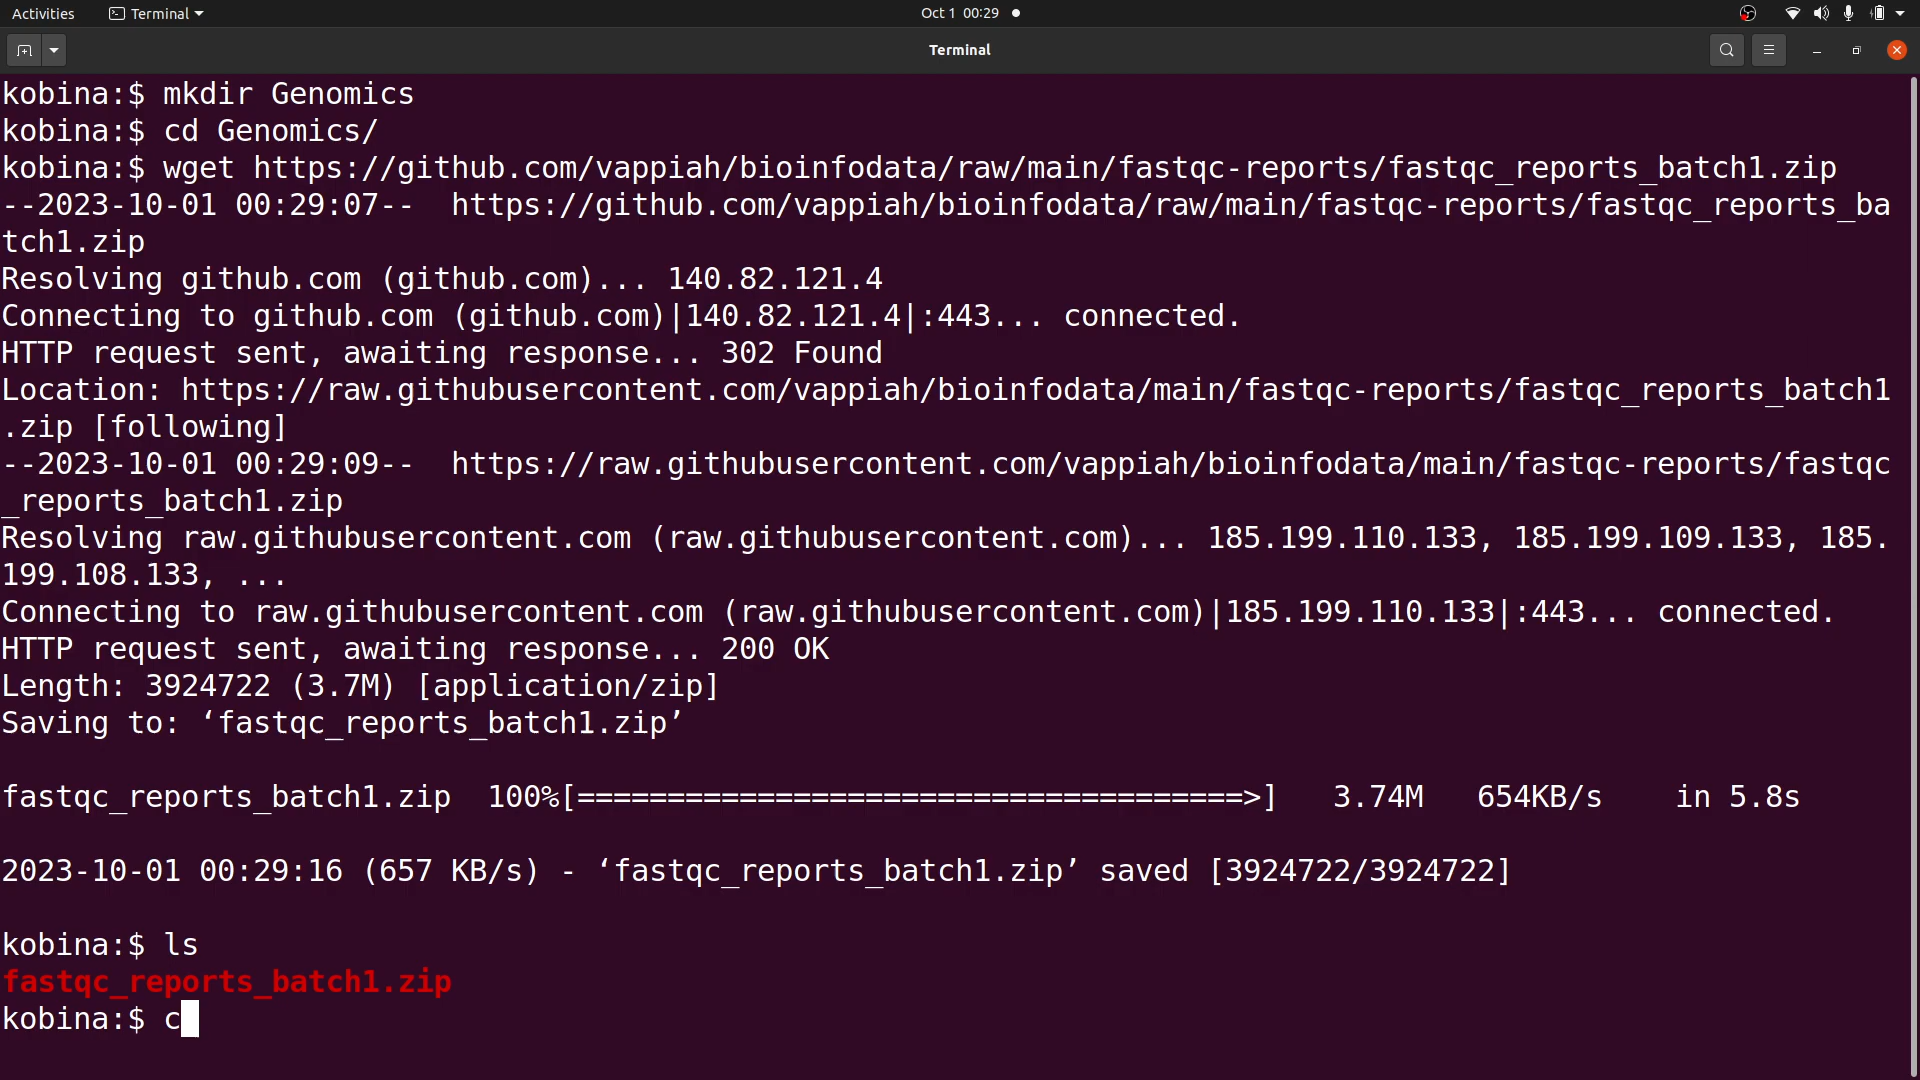 Activities Terminal Oct 1 00:29
Terminal
kobina:$ mkdir Genomics
kobina:$ cd Genomics/
kobina:$ wget https://github.com/vappiah/bioinfodata/raw/main/fastqc-reports/fastqc_reports_batch1.zip
--2023-10-01 00:29:07--  https://github.com/vappiah/bioinfodata/raw/main/fastqc-reports/fastqc_reports_ba
tch1.zip
Resolving github.com (github.com)... 140.82.121.4
Connecting to github.com (github.com)|140.82.121.4|:443... connected.
HTTP request sent, awaiting response... 302 Found
Location: https://raw.githubusercontent.com/vappiah/bioinfodata/main/fastqc-reports/fastqc_reports_batch1
.zip [following]
--2023-10-01 00:29:09--  https://raw.githubusercontent.com/vappiah/bioinfodata/main/fastqc-reports/fastqc
_reports_batch1.zip
Resolving raw.githubusercontent.com (raw.githubusercontent.com)... 185.199.110.133, 185.199.109.133, 185.
199.108.133, ...
Connecting to raw.githubusercontent.com (raw.githubusercontent.com)|185.199.110.133|:443... connected.
HTTP request sent, awaiting response... 200 OK
Length: 3924722 (3.7M) [application/zip]
Saving to: ‘fastqc_reports_batch1.zip’
fastqc_reports_batch1.zip  100%[=====================================>]   3.74M   654KB/s    in 5.8s
2023-10-01 00:29:16 (657 KB/s) - ‘fastqc_reports_batch1.zip’ saved [3924722/3924722]
kobina:$ ls
fastqc_reports_batch1.zip
kobina:$ c